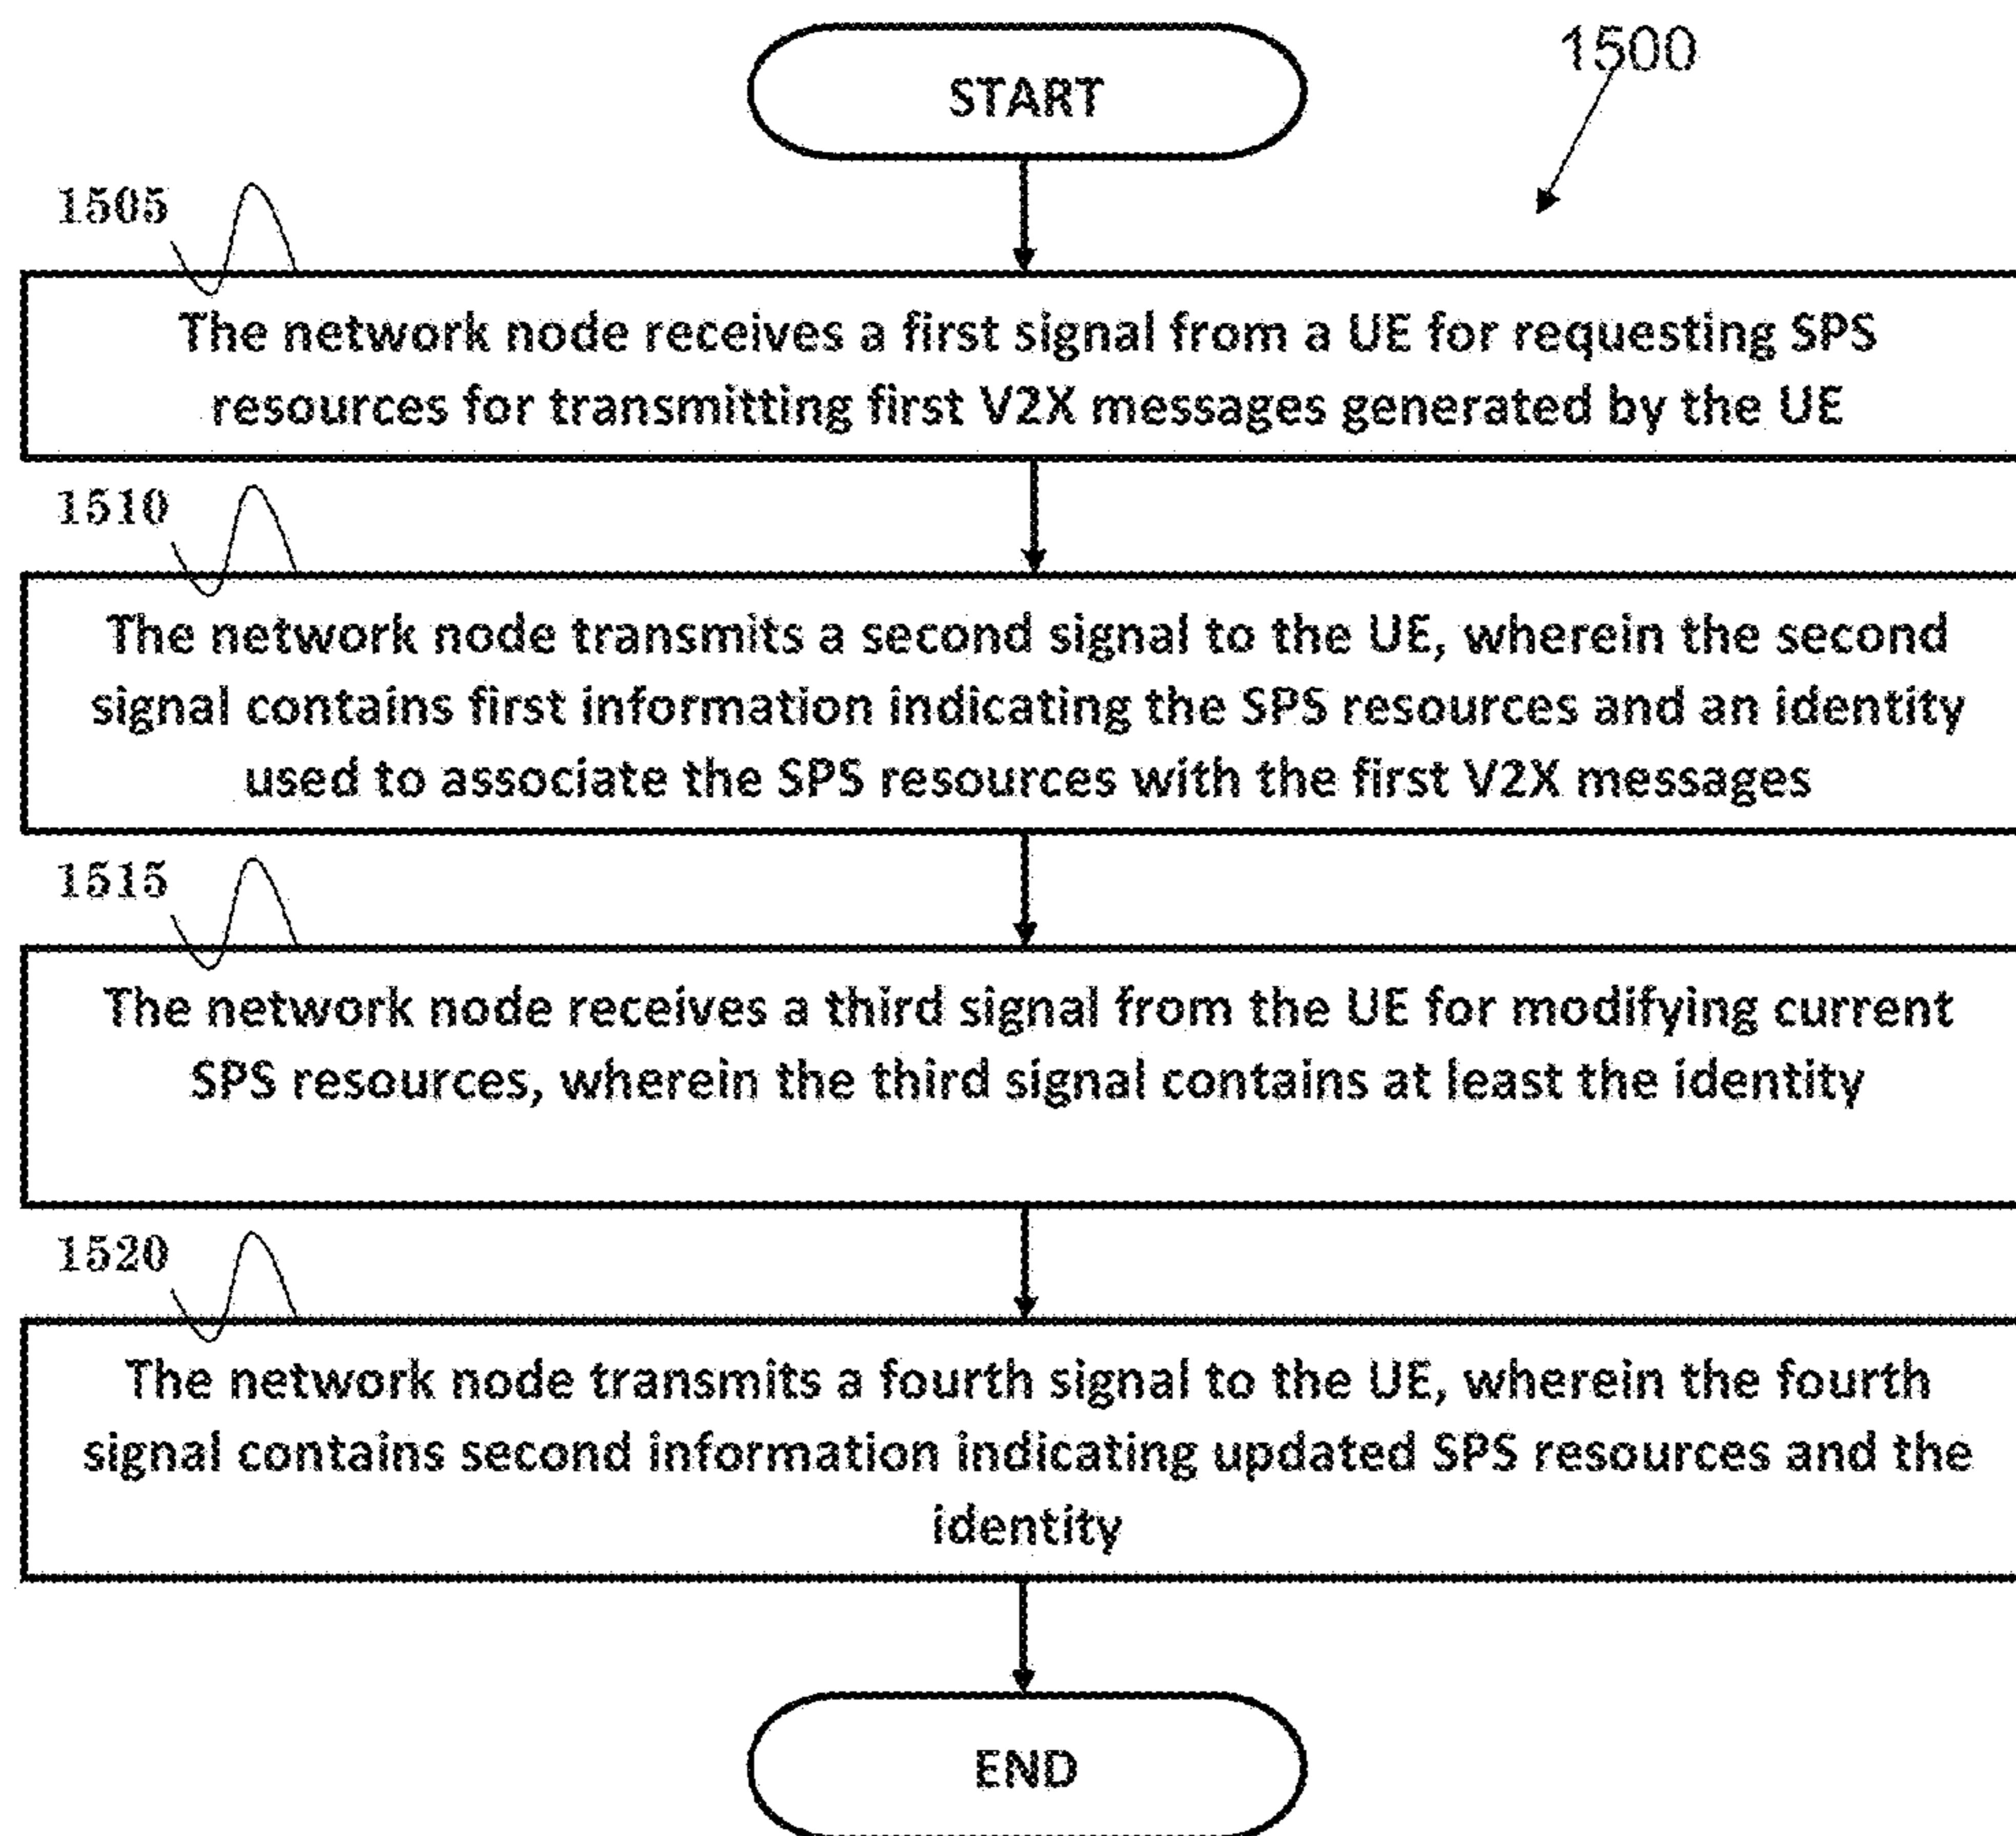 START
1500
1505
The network node receives a first signal from a UE for requesting SPS
resources for transmitting first V2X messages generated by the UE
1510
The network node transmits a second signal to the UE, wherein the second
signal contains first information indicating the SPS resources and an identity
used to associate the SPS resources with the first V2X messages
1515
The network node receives a third signal from the UE for modifying current
SPS resources, wherein the third signal contains at least the identity
1520
The network node transmits a fourth signal to the UE, wherein the fourth
signal contains second information indicating updated SPS resources and the
identity
END